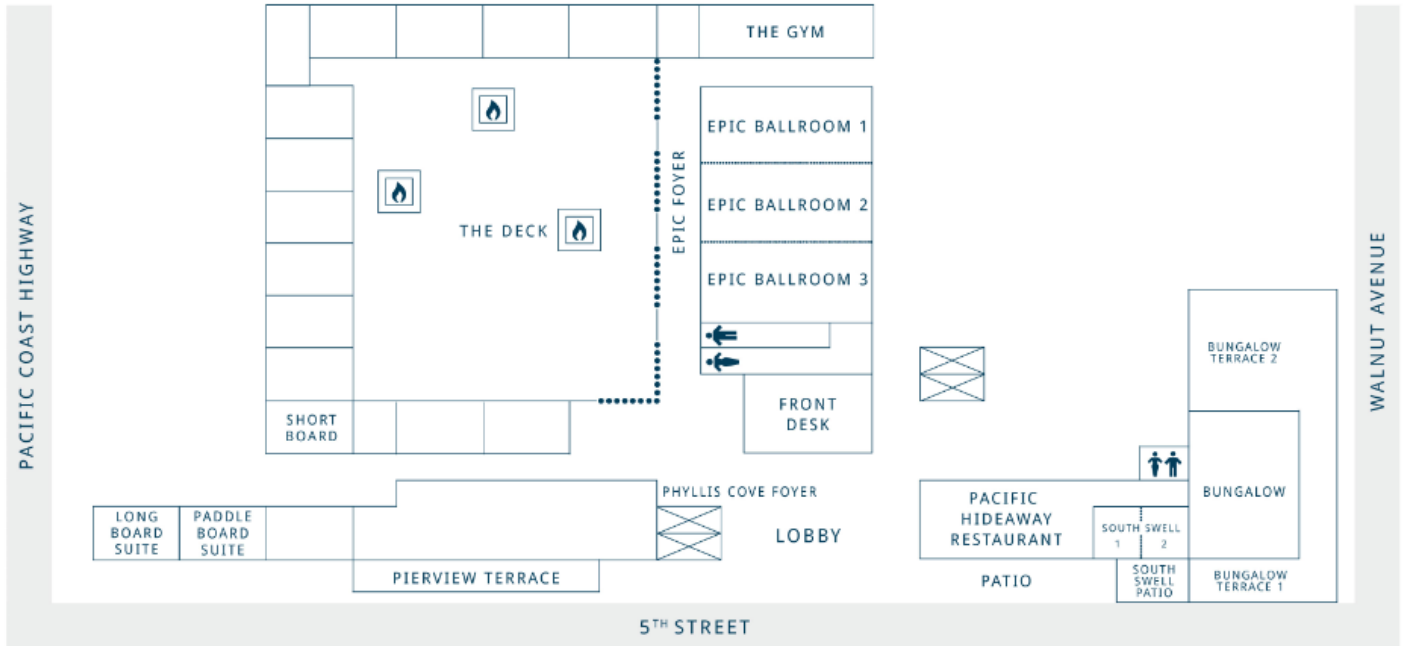 THE GYM
EPIC BALLROOM 1
EPIC BALLROOM 2
EPIC BALLROOM 3
EPIC FOYER
THE DECK
PACIFIC COAST HIGHWAY
WALNUT AVENUE
SHORT
BOARD
FRONT
DESK
BUNGALOW
TERRACE 2
PHYLLIS COVE FOYER
LOBBY
LONG
BOARD
SUITE
PADDLE
BOARD
SUITE
PIERVIEW TERRACE
PACIFIC
HIDEAWAY
RESTAURANT
SOUTH SWELL
1 2
BUNGALOW
PATIO
SOUTH
SWELL
PATIO
BUNGALOW
TERRACE 1
5TH STREET